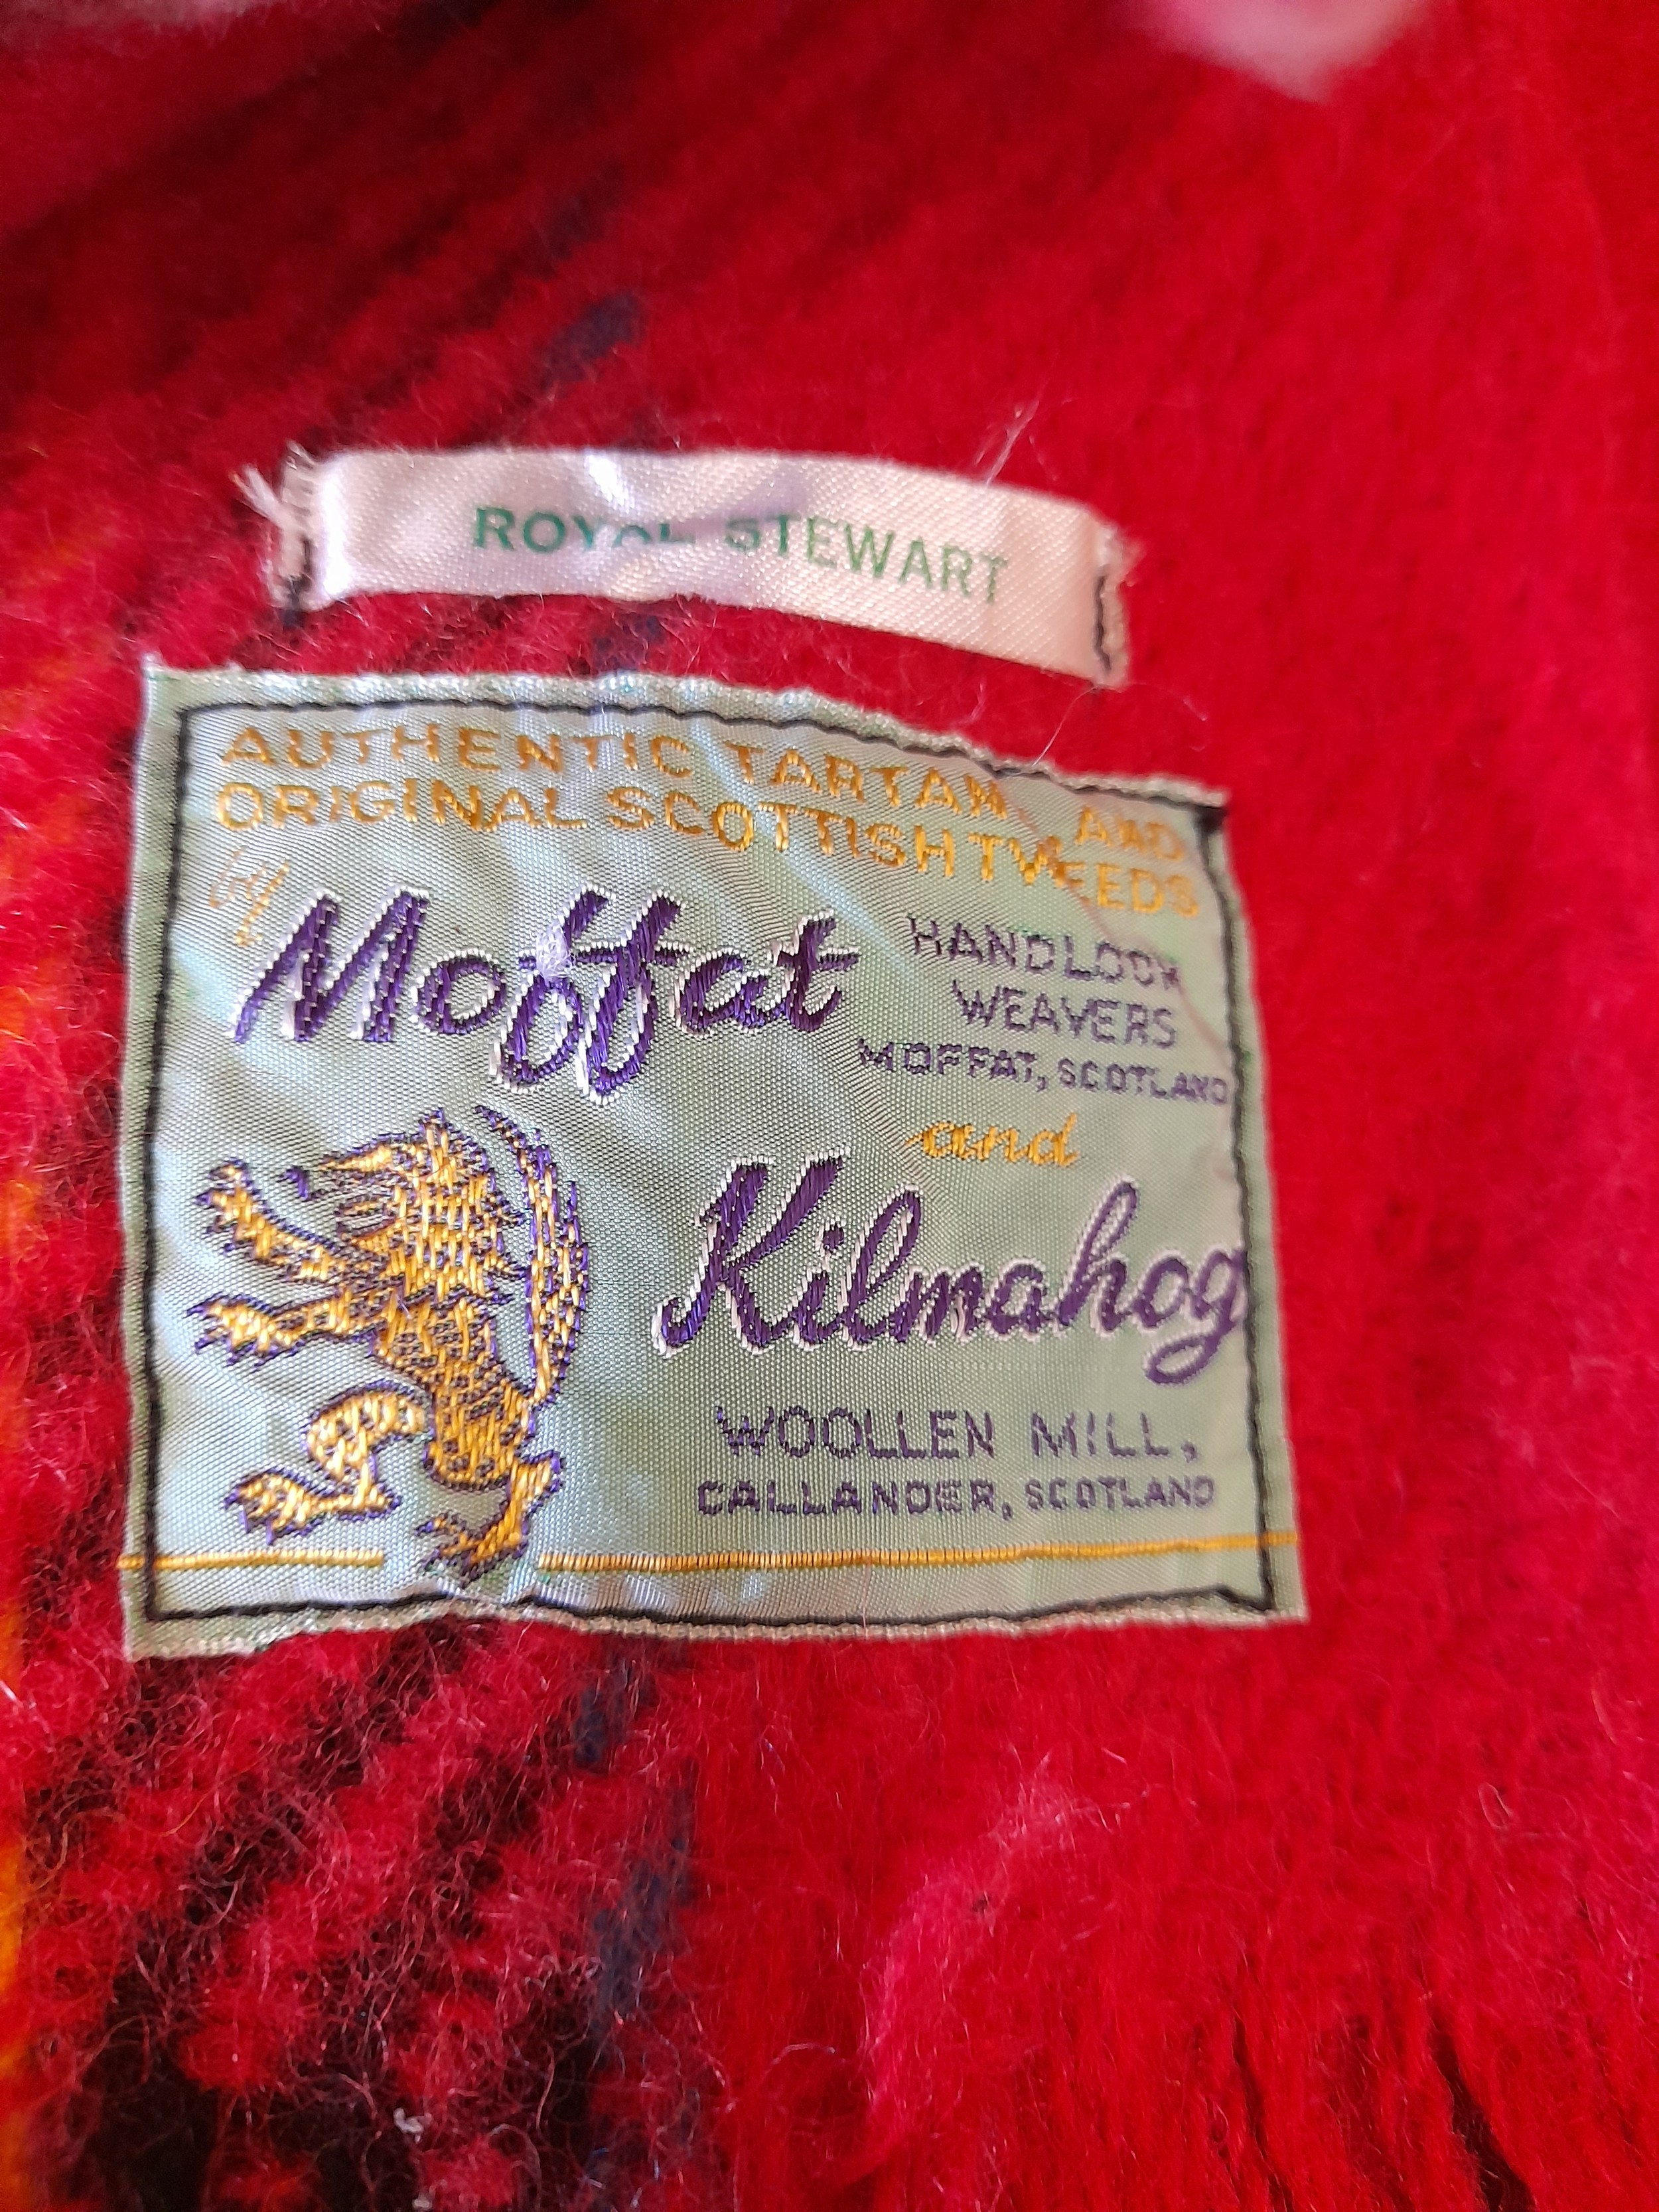 ROYAL STEWART
AUTHENTIC TARTAN AND
ORIGINAL SCOTTISH TWEEDS
by
Moffat
HANDLOOM
WEAVERS
MOFFAT, SCOTLAND
and
Kilmahog
WOOLLEN MILL,
CALLANDER, SCOTLAND